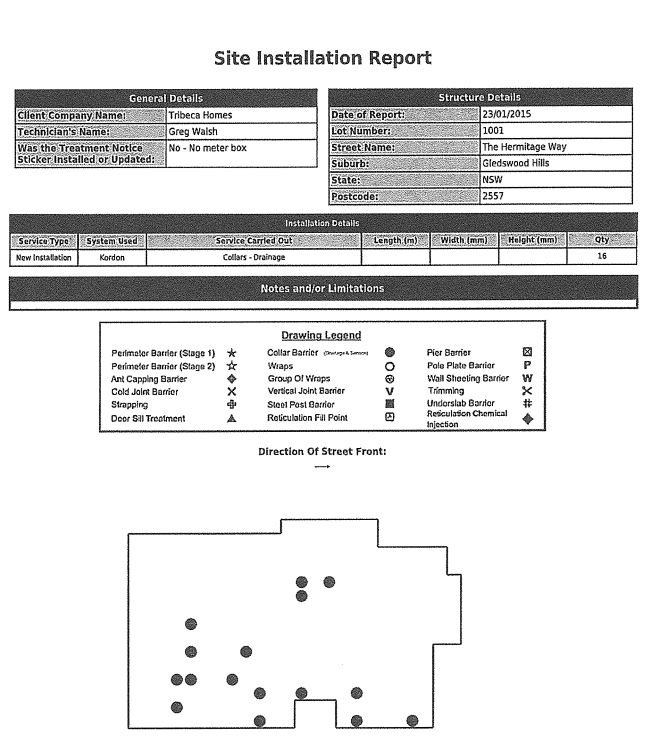 Site Installation Report
General Details
Client Company Name: Tribeca Homes
Technician's Name: Greg Walsh
Was the Treatment Notice Sticker Installed or Updated: No - No meter box
Structure Details
Date of Report: 23/01/2015
Lot Number: 1001
Street Name: The Hermitage Way
Suburb: Gledswood Hills
State: NSW
Postcode: 2557
Installation Details
Service Type System Used Service Carried Out Length (m) Width (mm) Height (mm) Qty
New Installation Kordon Collars - Drainage 16
Notes and/or Limitations
Drawing Legend
Perimeter Barrier (Stage 1)
Perimeter Barrier (Stage 2)
Ant Capping Barrier
Cold Joint Barrier
Strapping
Door Sill Treatment
Collar Barrier (Drainage & Services)
Wraps
Group Of Wraps
Vertical Joint Barrier V
Steel Post Barrier
Reticulation Fill Point
Pier Barrier
Pole Plate Barrier P
Wall Sheeting Barrier W
Trimming
Underslab Barrier #
Reticulation Chemical
Injection
Direction Of Street Front: